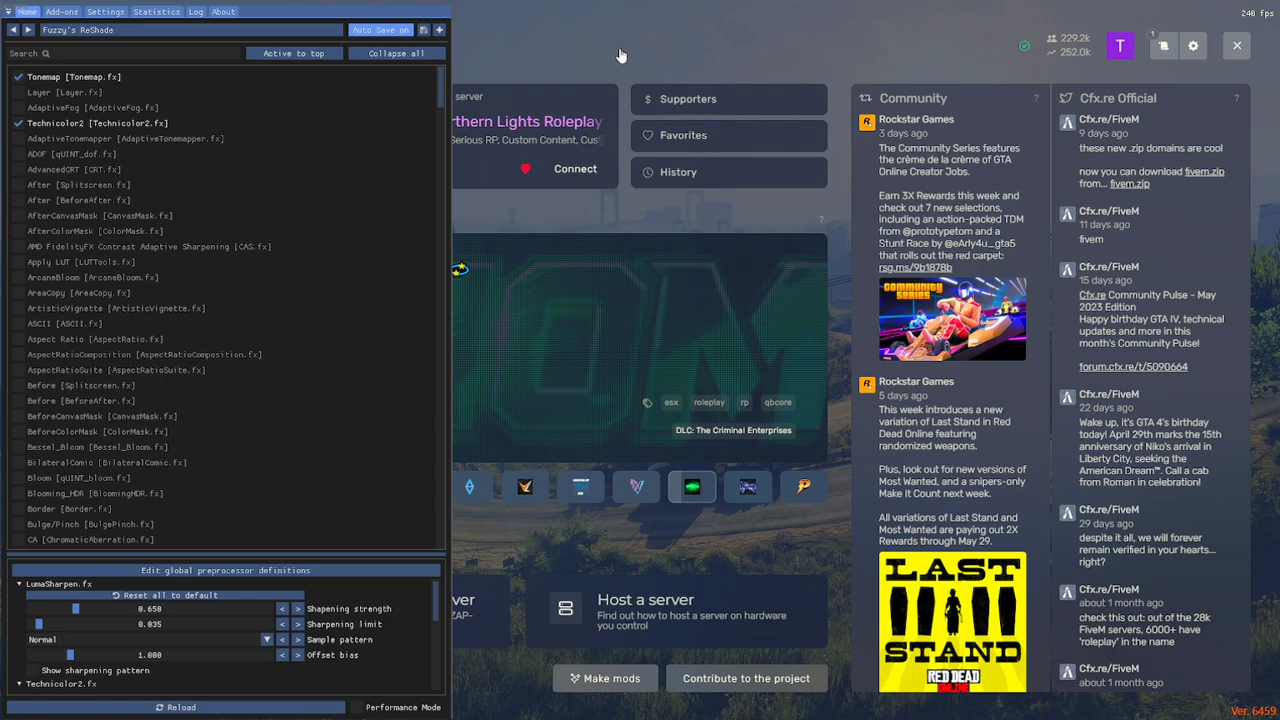 Home Add-ons Settings Statistics Log About
Fuzzy's ReShade
Auto Save on
Search
Active to top
Collapse all
Tonemap [Tonemap.fx]
Layer [Layer.fx]
AdaptiveFog [AdaptiveFog.fx]
Technicolor2 [Technicolor2.fx]
AdaptiveTonemapper [AdaptiveTonemapper.fx]
ADOF [qUINT_dof.fx]
AdvancedCRT [CRT.fx]
After [Splitscreen.fx]
After [BeforeAfter.fx]
AfterCanvasMask [CanvasMask.fx]
AfterColorMask [ColorMask.fx]
AMD FidelityFX Contrast Adaptive Sharpening [CAS.fx]
Apply LUT [LUTTools.fx]
ArcaneBloom [ArcaneBloom.fx]
AreaCopy [AreaCopy.fx]
ArtisticVignette [ArtisticVignette.fx]
ASCII [ASCII.fx]
Aspect Ratio [AspectRatio.fx]
AspectRatioComposition [AspectRatioComposition.fx]
AspectRatioSuite [AspectRatioSuite.fx]
Before [Splitscreen.fx]
Before [BeforeAfter.fx]
BeforeCanvasMask [CanvasMask.fx]
BeforeColorMask [ColorMask.fx]
Bessel_Bloom [Bessel_Bloom.fx]
BilateralComic [BilateralComic.fx]
Bloom [qUINT_bloom.fx]
Blooming_HDR [BloomingHDR.fx]
Border [Border.fx]
Bulge/Pinch [BulgePinch.fx]
CA [ChromaticAberration.fx]
Edit global preprocessor definitions
LumaSharpen.fx
Reset all to default
0.650 < > Shapening strength
0.035 < > Sharpening limit
Normal < > Sample pattern
1.000 < > Offset bias
Show sharpening pattern
Technicolor2.fx
Reload
Performance Mode
240 fps
229.2k
252.0k
T
1
server
rthern Lights Roleplay
Serious RP, Custom Content, Cus
Connect
$ Supporters
Favorites
History
?
esx roleplay rp qbcore
DLC: The Criminal Enterprises
ver
ZAP-
Host a server
Find out how to host a server on hardware
you control
Make mods
Contribute to the project
Community ?
Rockstar Games
3 days ago
The Community Series features
the crème de la crème of GTA
Online Creator Jobs.
Earn 3X Rewards this week and
check out 7 new selections,
including an action-packed TDM
from @prototypetom and a
Stunt Race by @eArly4u_gta5
that rolls out the red carpet:
rsg.ms/9b1878b
COMMUNITY
SERIES
Rockstar Games
5 days ago
This week introduces a new
variation of Last Stand in Red
Dead Online featuring
randomized weapons.
Plus, look out for new versions of
Most Wanted, and a snipers-only
Make It Count next week.
All variations of Last Stand and
Most Wanted are paying out 2X
Rewards through May 29.
LAST
STAND
RED DEAD
ONLINE
Cfx.re Official ?
Cfx.re/FiveM
9 days ago
these new .zip domains are cool
now you can download fivem.zip
from... fivem.zip
Cfx.re/FiveM
11 days ago
fivem
Cfx.re/FiveM
15 days ago
Cfx.re Community Pulse - May
2023 Edition
Happy birthday GTA IV, technical
updates and more in this
month's Community Pulse!
forum.cfx.re/t/5090664
Cfx.re/FiveM
22 days ago
Wake up, it's GTA 4's birthday
today! April 29th marks the 15th
anniversary of Niko's arrival in
Liberty City, seeking the
American Dream™. Call a cab
from Roman in celebration!
Cfx.re/FiveM
29 days ago
despite it all, we will forever
remain verified in your hearts...
right?
Cfx.re/FiveM
about 1 month ago
check this out: out of the 28k
FiveM servers, 6000+ have
'roleplay' in the name
Cfx.re/FiveM
about 1 month ago
Ver. 6459